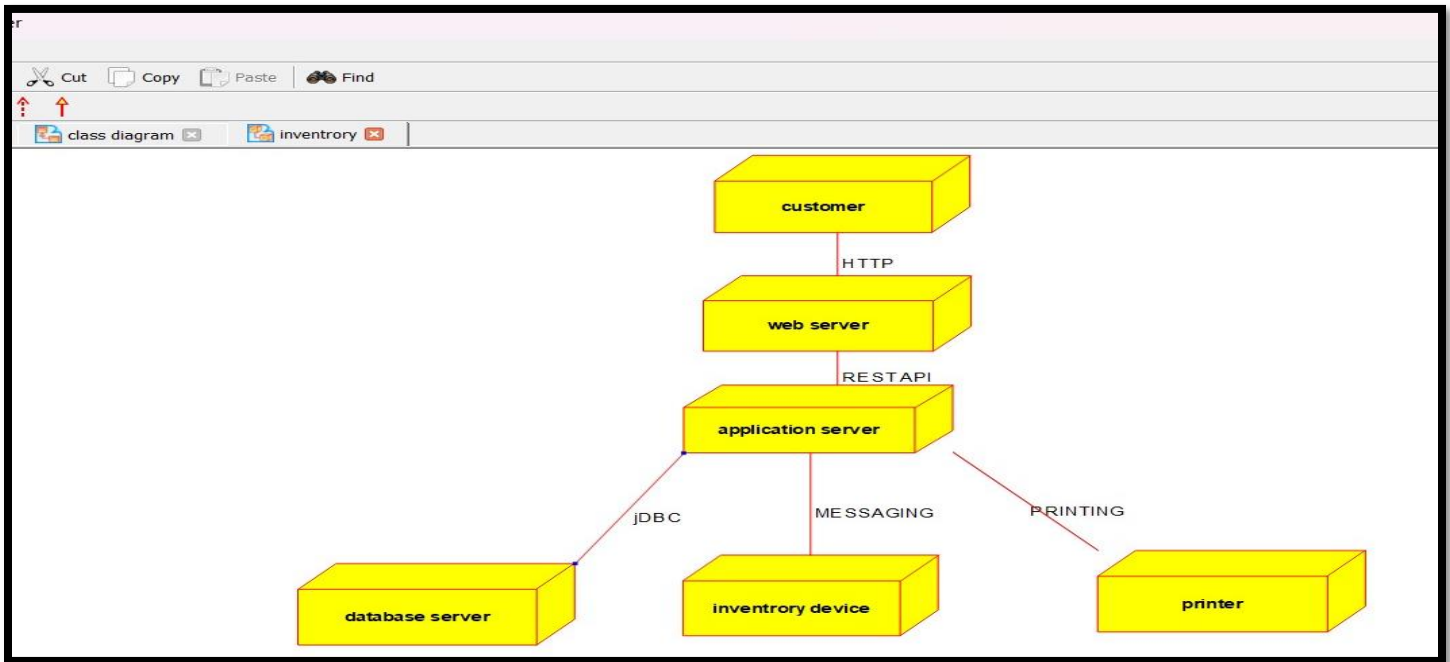 er
Cut Copy Paste Find
class diagram inventrory
customer
HTTP
web server
RESTAPI
application server
jDBC MESSAGING PRINTING
database server inventrory device printer